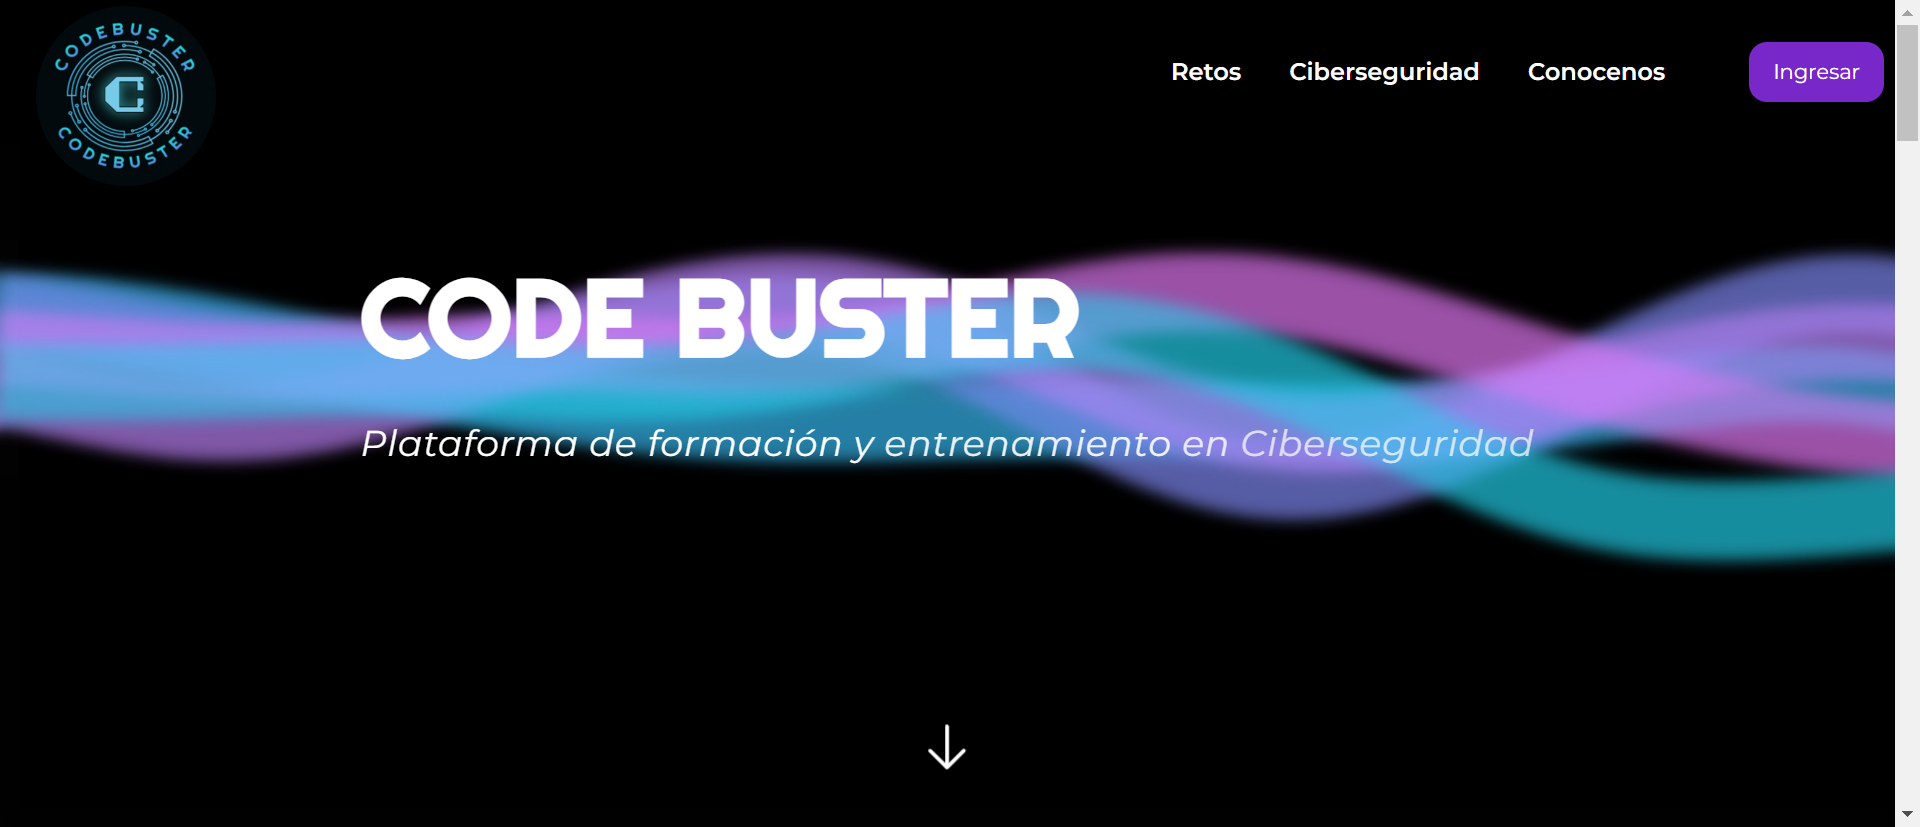 CODEBUSTER
C
CODEBUSTER
Retos Ciberseguridad Conocenos Ingresar
CODE BUSTER
Plataforma de formación y entrenamiento en Ciberseguridad